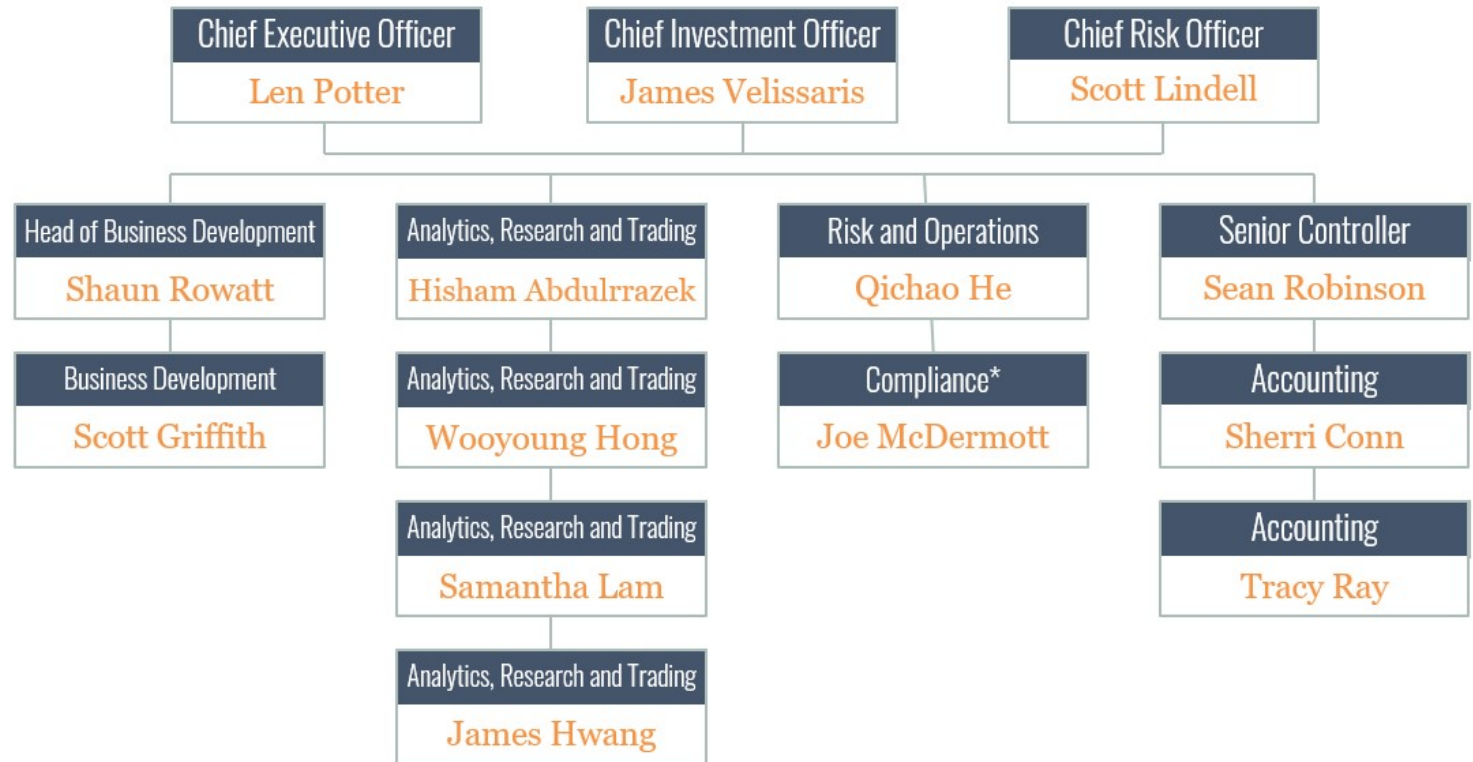 Chief Executive Officer
Len Potter
Chief Investment Officer
James Velissaris
Chief Risk Officer
Scott Lindell
Head of Business Development
Shaun Rowatt
Business Development
Scott Griffith
Analytics, Research and Trading
Hisham Abdulrrazek
Analytics, Research and Trading
Wooyoung Hong
Analytics, Research and Trading
Samantha Lam
Analytics, Research and Trading
James Hwang
Risk and Operations
Qichao He
Compliance*
Joe McDermott
Senior Controller
Sean Robinson
Accounting
Sherri Conn
Accounting
Tracy Ray